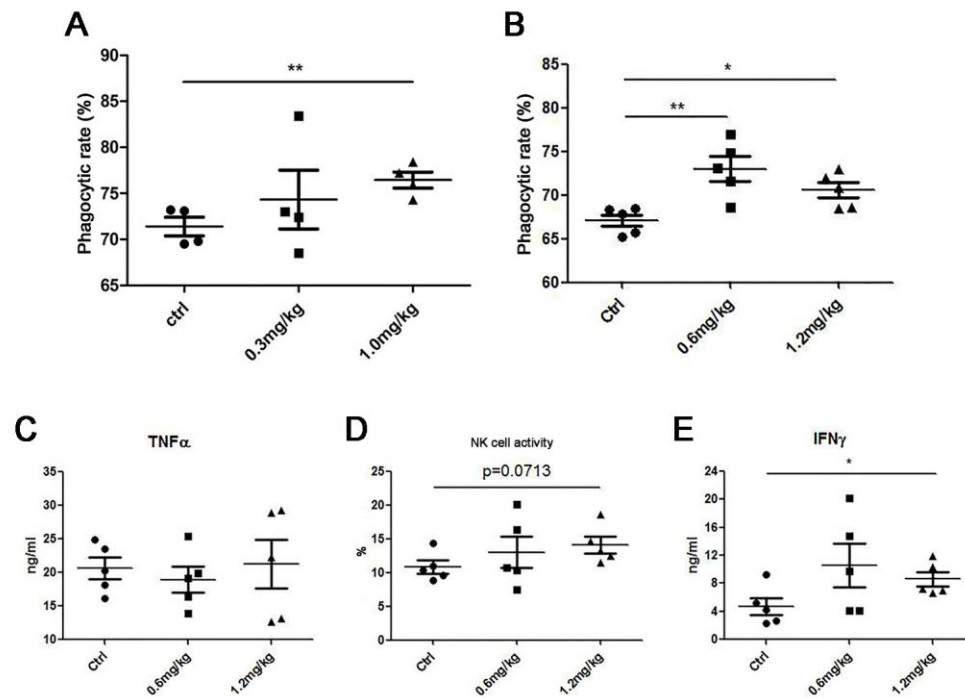 A
Phagocytic rate (%)
90
85
80
75
70
65
**
ctrl
0.3mg/kg
1.0mg/kg
B
Phagocytic rate (%)
85
80
75
70
65
60
*
**
Ctrl
0.6mg/kg
1.2mg/kg
C
TNFα
ng/ml
30
25
20
15
10
Ctrl
0.6mg/kg
1.2mg/kg
D
NK cell activity
p=0.0713
%
25
20
15
10
5
0
Ctrl
0.6mg/kg
1.2mg/kg
E
IFNγ
*
ng/ml
24
20
16
12
8
4
0
Ctrl
0.6mg/kg
1.2mg/kg